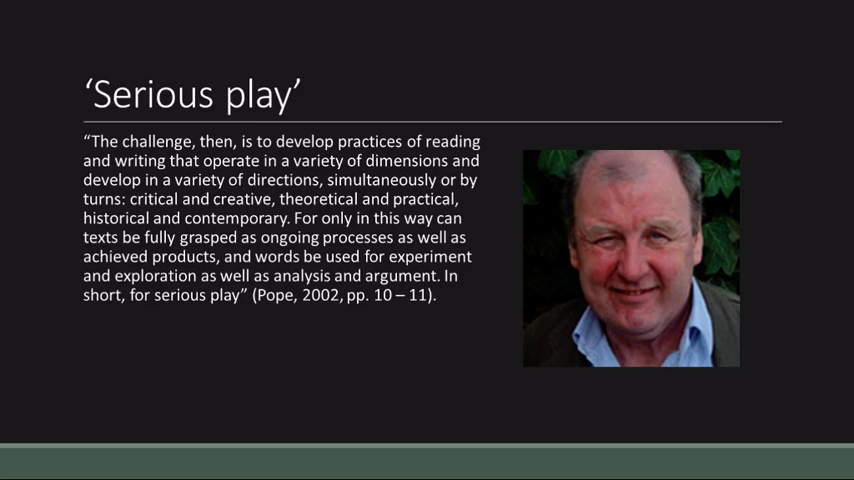 ‘Serious play’
“The challenge, then, is to develop practices of reading
and writing that operate in a variety of dimensions and
develop in a variety of directions, simultaneously or by
turns: critical and creative, theoretical and practical,
historical and contemporary. For only in this way can
texts be fully grasped as ongoing processes as well as
achieved products, and words be used for experiment
and exploration as well as analysis and argument. In
short, for serious play” (Pope, 2002, pp. 10 – 11).